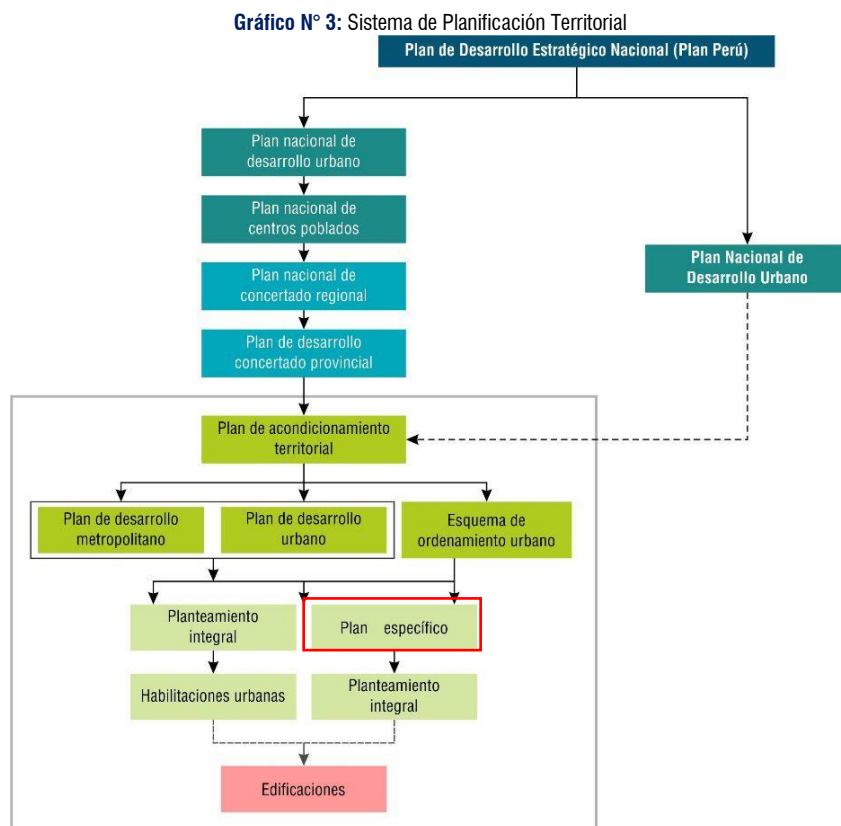 Gráfico N° 3: Sistema de Planificación Territorial
Plan de Desarrollo Estratégico Nacional (Plan Perú)
Plan nacional de
desarrollo urbano
Plan nacional de
centros poblados
Plan nacional de
concertado regional
Plan de desarrollo
concertado provincial
Plan Nacional de
Desarrollo Urbano
Plan de acondicionamiento
territorial
Plan de desarrollo
metropolitano
Plan de desarrollo
urbano
Esquema de
ordenamiento urbano
Planteamiento
integral
Plan específico
Habilitaciones urbanas
Planteamiento
integral
Edificaciones